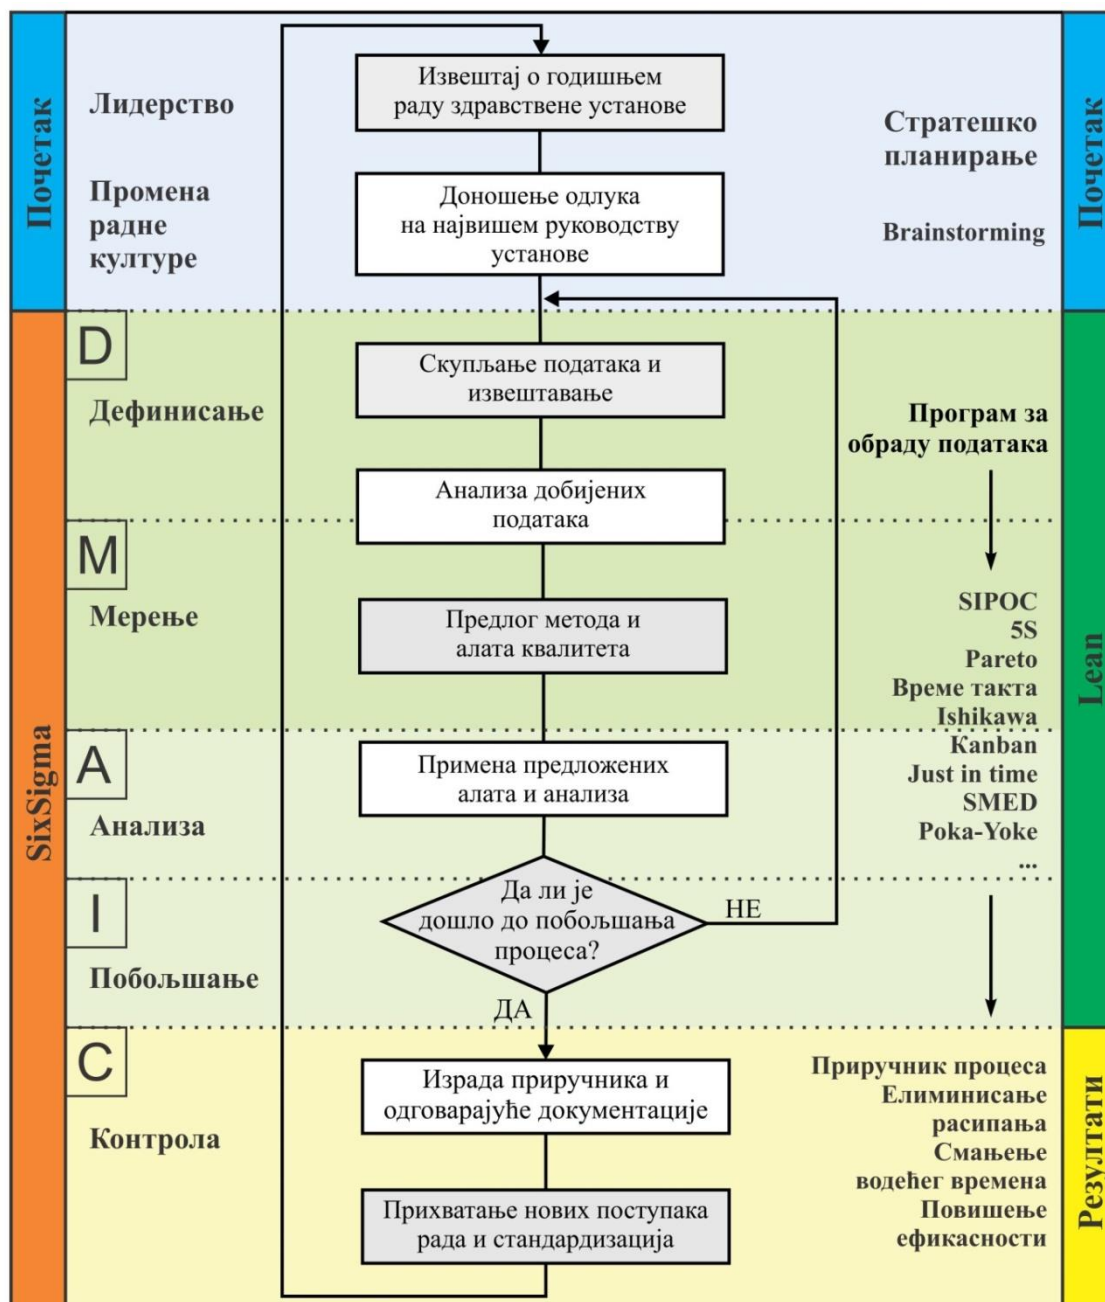 Почетак
Лидерство
Промена
радне
културе
Извештај о годишњем
раду здравствене установе
Доношење одлука
на највишем руководству
установе
Стратешко
планирање
Brainstorming
Почетак
SixSigma
D
Дефинисање
Скупљање података и
извештавање
Анализа добијених
података
Програм за
обраду података
M
Мерење
Предлог метода и
алата квалитета
SIPOC
5S
Pareto
Време такта
Ishikawa
Kanban
Just in time
SMED
Poka-Yoke
...
Lean
A
Анализа
Примена предложених
алата и анализа
I
Побољшање
Да ли је
дошло до побољшања
процеса?
НЕ
ДА
C
Контрола
Израда приручника и
одговарајуће документације
Прихватање нових поступака
рада и стандардизација
Приручник процеса
Елиминисање
расипања
Смањење
водећег времена
Повишење
ефикасности
Резултати